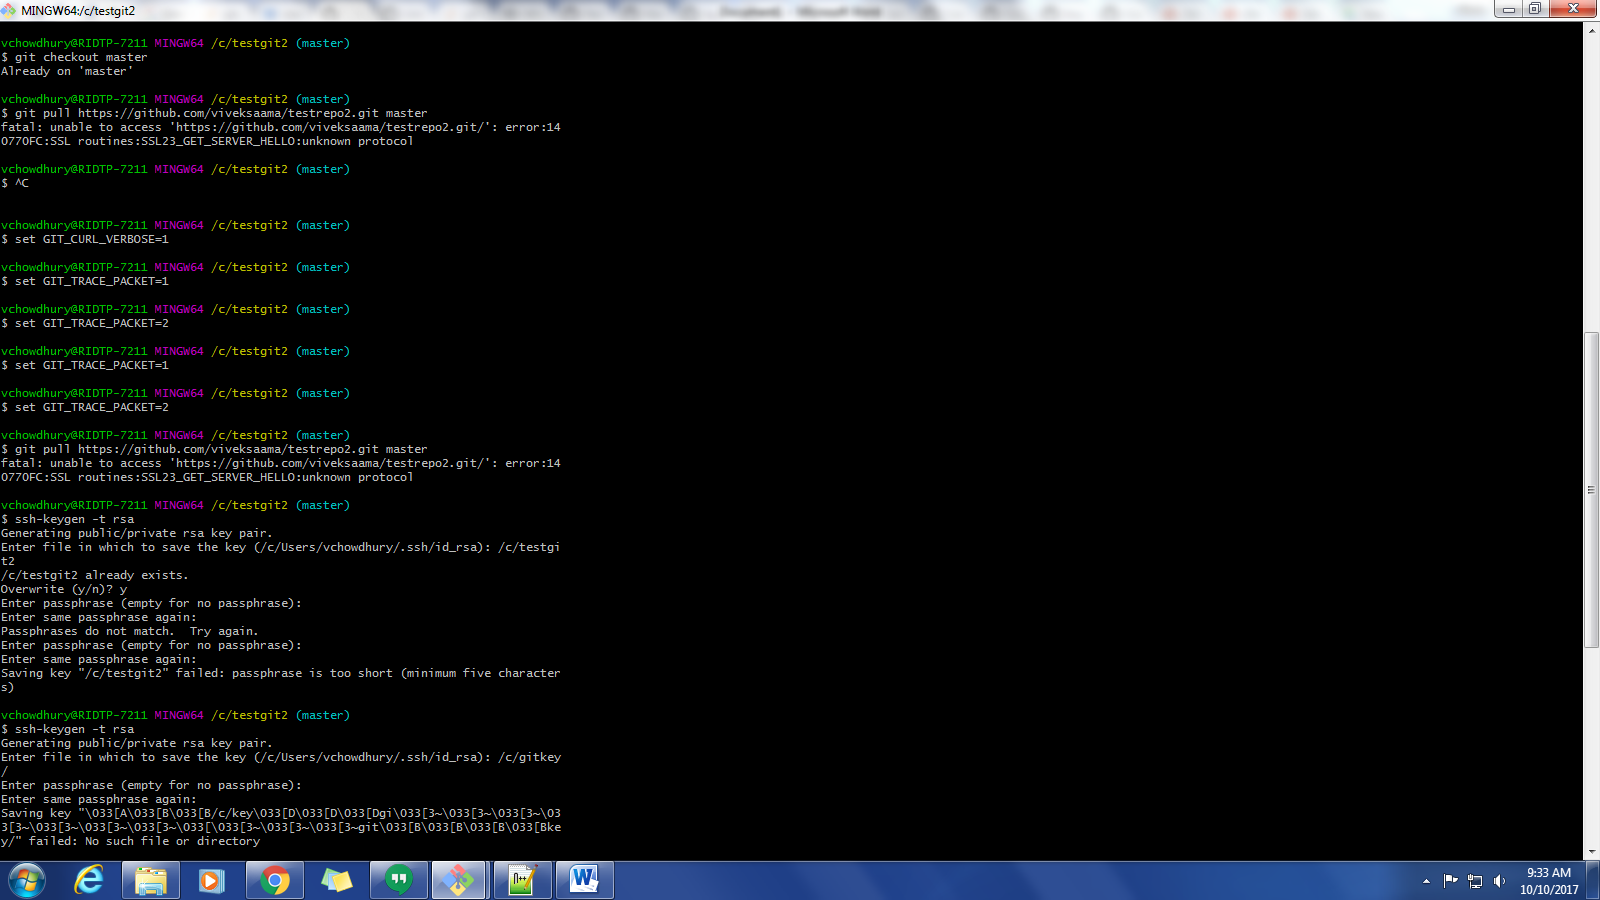 MINGW64:/c/testgit2
vchowdhury@RIDTP-7211 MINGW64 /c/testgit2 (master)
$ git checkout master
Already on 'master'
vchowdhury@RIDTP-7211 MINGW64 /c/testgit2 (master)
$ git pull https://github.com/viveksaama/testrepo2.git master
fatal: unable to access 'https://github.com/viveksaama/testrepo2.git/': error:14
0770FC:SSL routines:SSL23_GET_SERVER_HELLO:unknown protocol
vchowdhury@RIDTP-7211 MINGW64 /c/testgit2 (master)
$ ^C
vchowdhury@RIDTP-7211 MINGW64 /c/testgit2 (master)
$ set GIT_CURL_VERBOSE=1
vchowdhury@RIDTP-7211 MINGW64 /c/testgit2 (master)
$ set GIT_TRACE_PACKET=1
vchowdhury@RIDTP-7211 MINGW64 /c/testgit2 (master)
$ set GIT_TRACE_PACKET=2
vchowdhury@RIDTP-7211 MINGW64 /c/testgit2 (master)
$ set GIT_TRACE_PACKET=1
vchowdhury@RIDTP-7211 MINGW64 /c/testgit2 (master)
$ set GIT_TRACE_PACKET=2
vchowdhury@RIDTP-7211 MINGW64 /c/testgit2 (master)
$ git pull https://github.com/viveksaama/testrepo2.git master
fatal: unable to access 'https://github.com/viveksaama/testrepo2.git/': error:14
0770FC:SSL routines:SSL23_GET_SERVER_HELLO:unknown protocol
vchowdhury@RIDTP-7211 MINGW64 /c/testgit2 (master)
$ ssh-keygen -t rsa
Generating public/private rsa key pair.
Enter file in which to save the key (/c/Users/vchowdhury/.ssh/id_rsa): /c/testgi
t2
/c/testgit2 already exists.
Overwrite (y/n)? y
Enter passphrase (empty for no passphrase):
Enter same passphrase again:
Passphrases do not match.  Try again.
Enter passphrase (empty for no passphrase):
Enter same passphrase again:
Saving key "/c/testgit2" failed: passphrase is too short (minimum five character
s)
vchowdhury@RIDTP-7211 MINGW64 /c/testgit2 (master)
$ ssh-keygen -t rsa
Generating public/private rsa key pair.
Enter file in which to save the key (/c/Users/vchowdhury/.ssh/id_rsa): /c/gitkey
/
Enter passphrase (empty for no passphrase):
Enter same passphrase again:
Saving key "\033[A\033[B\033[B/c/key\033[D\033[D\033[Dgi\033[3~\033[3~\033[3~\03
3[3~\033[3~\033[3~\033[3~\033[\033[3~\033[3~\033[3~git\033[B\033[B\033[B\033[Bke
y/" failed: No such file or directory
9:33 AM
10/10/2017